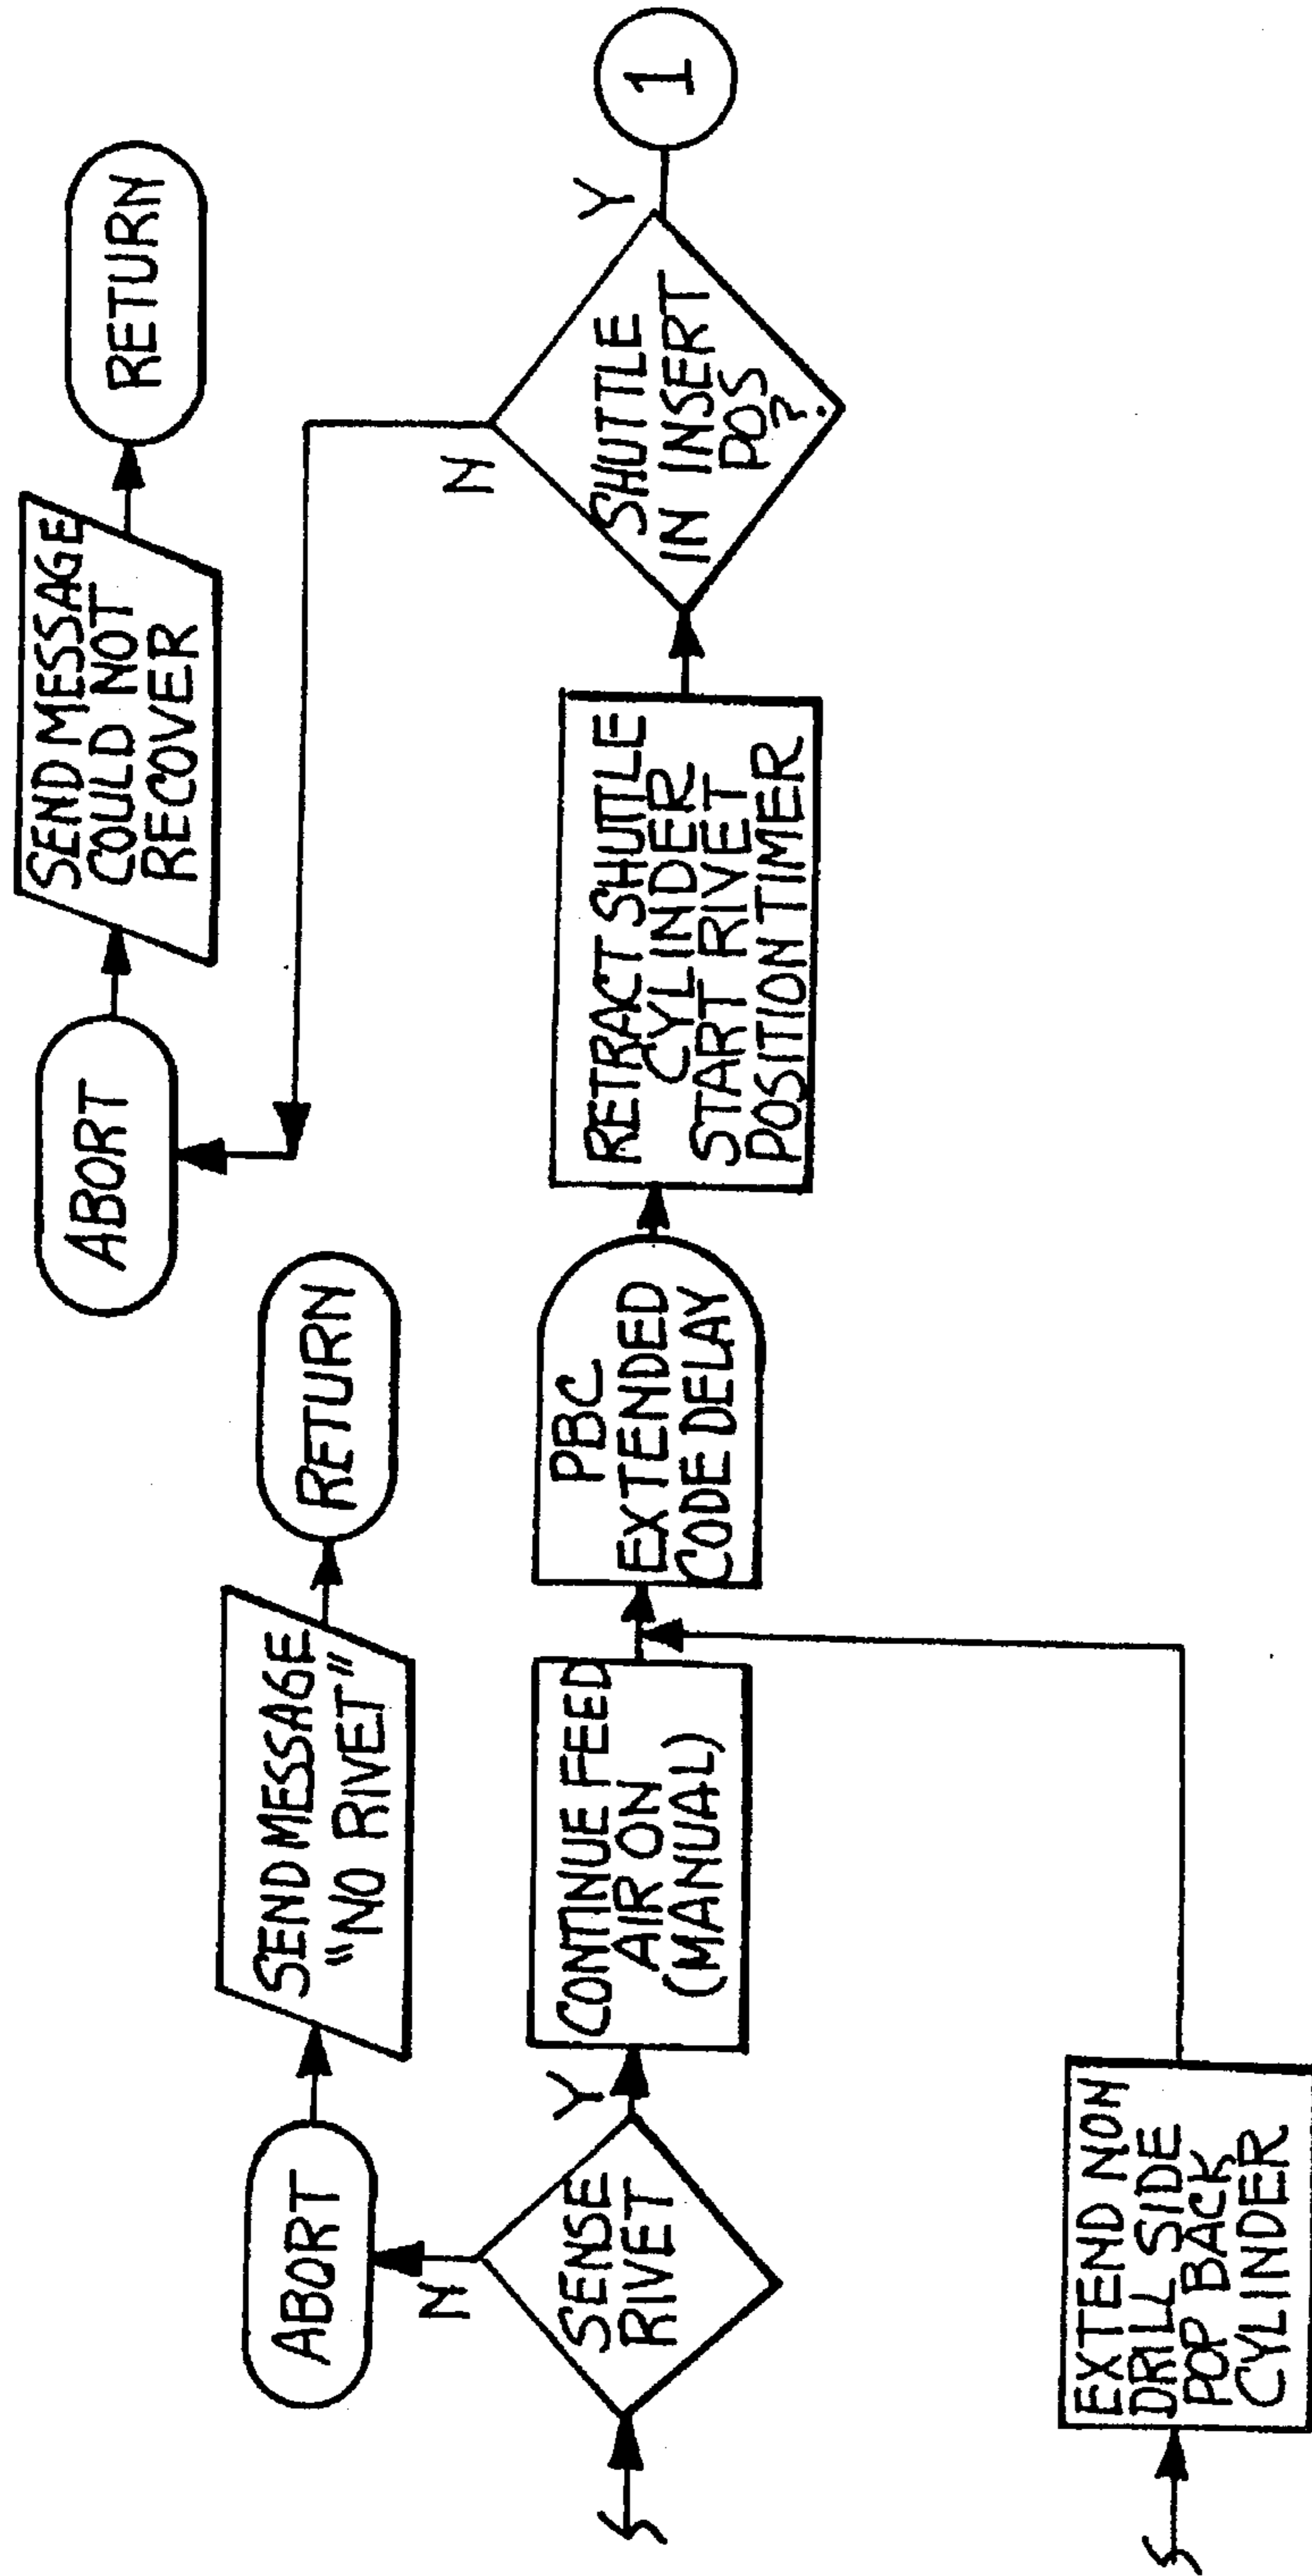 SENSE
RIVET
N
Y
ABORT
SEND MESSAGE
"NO RIVET"
RETURN
CONTINUE FEED
AIR ON
(MANUAL)
EXTEND NON
DRILL SIDE
POP BACK
CYLINDER
PBC
EXTENDED
CODE DELAY
RETRACT SHUTTLE
CYLINDER
START RIVET
POSITION TIMER
SHUTTLE
IN INSERT
POS
?
N
Y
ABORT
SEND MESSAGE
COULD NOT
RECOVER
RETURN
1